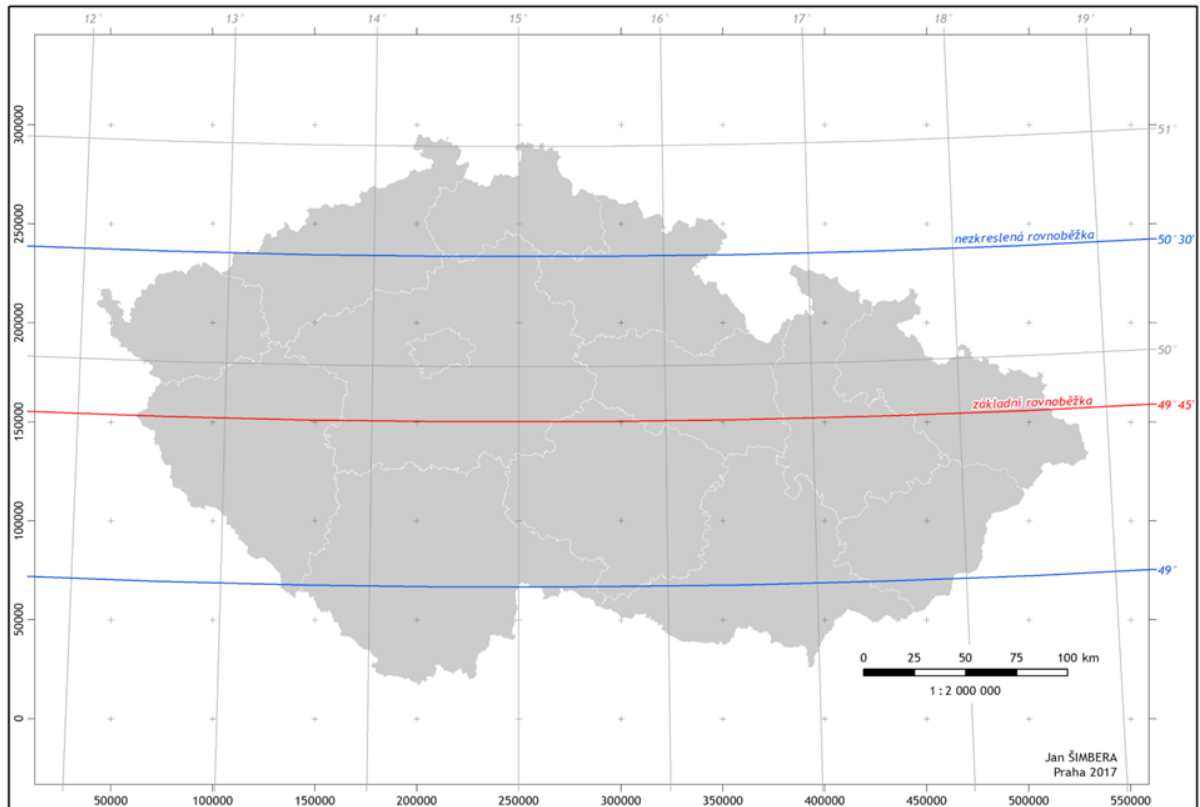 12° 13° 14° 15° 16° 17° 18° 19°
300000
51°
250000
nezkreslená rovnoběžka 50°30'
200000
50°
základní rovnoběžka 49°45'
150000
100000
49°
50000
0 25 50 75 100 km
1 : 2 000 000
0
Jan ŠIMBERA
Praha 2017
50000 100000 150000 200000 250000 300000 350000 400000 450000 500000 550000